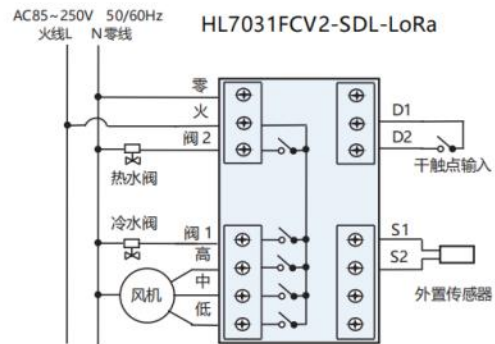 AC85~250V 50/60Hz
火线L N零线
HL7031FCV2-SDL-LoRa
零
火
阀 2
热水阀
D1
D2
干触点输入
冷水阀
阀 1
高
中
低
风机
S1
S2
外置传感器